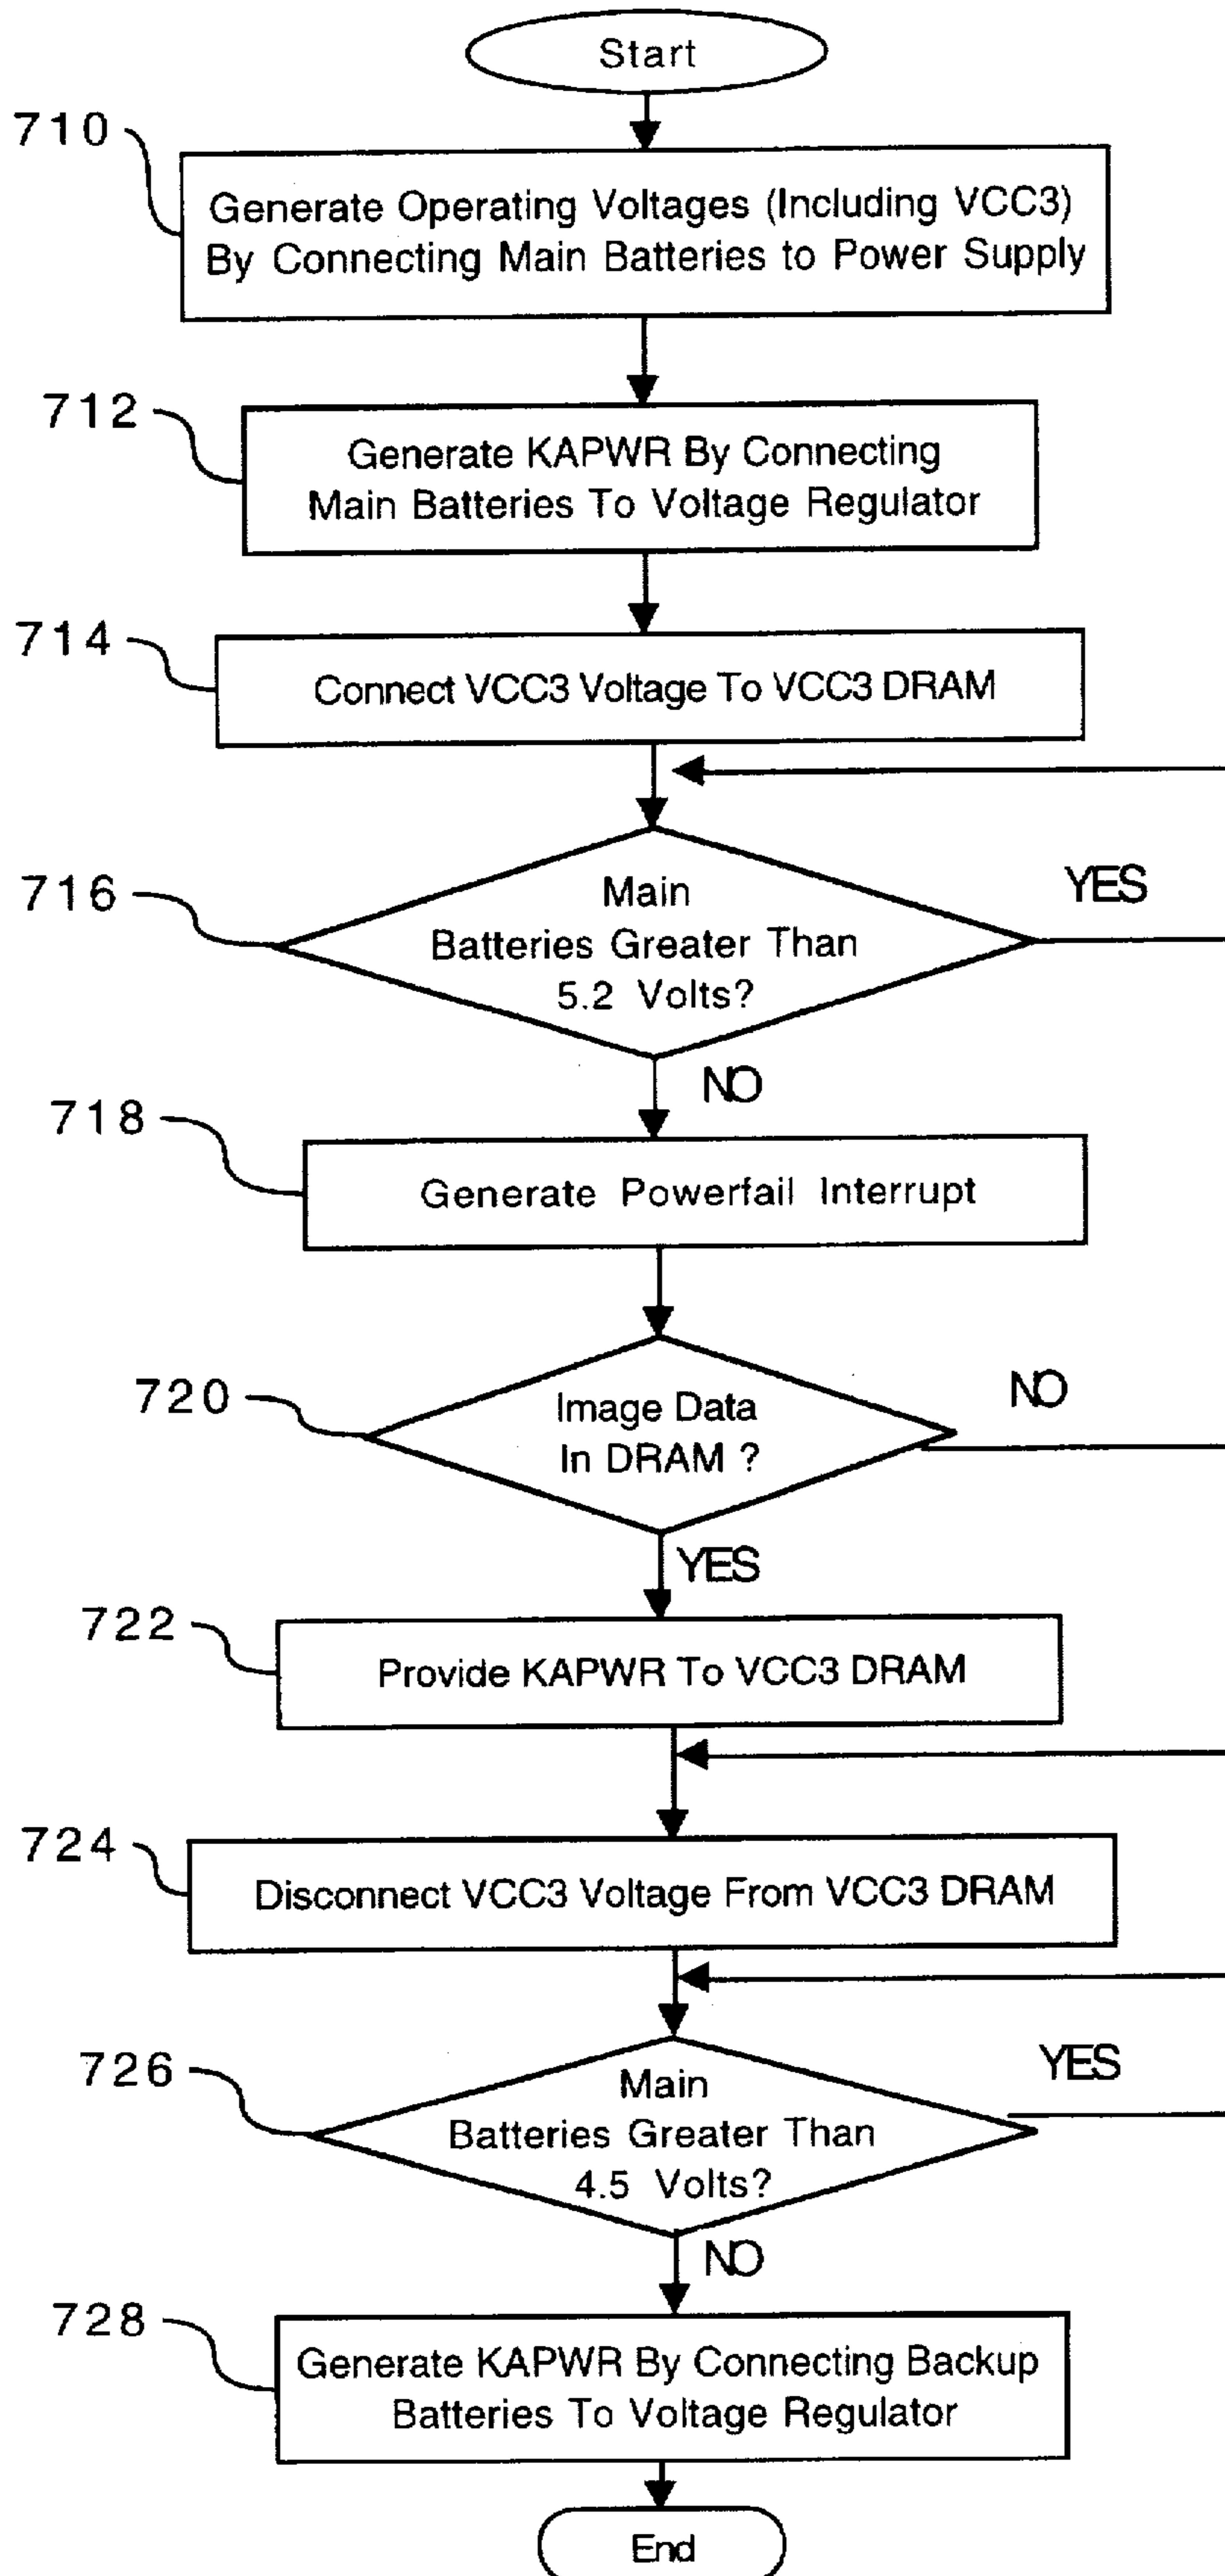 Start
710
Generate Operating Voltages (Including VCC3)
By Connecting Main Batteries to Power Supply
712
Generate KAPWR By Connecting
Main Batteries To Voltage Regulator
714
Connect VCC3 Voltage To VCC3 DRAM
716
Main
Batteries Greater Than
5.2 Volts?
YES
NO
718
Generate Powerfail Interrupt
720
Image Data
In DRAM ?
NO
YES
722
Provide KAPWR To VCC3 DRAM
724
Disconnect VCC3 Voltage From VCC3 DRAM
726
Main
Batteries Greater Than
4.5 Volts?
YES
NO
728
Generate KAPWR By Connecting Backup
Batteries To Voltage Regulator
End